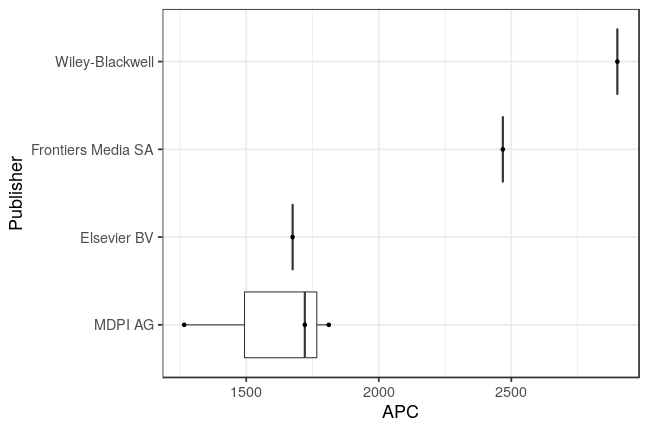 Wiley-Blackwell
Frontiers Media SA
Elsevier BV
MDPI AG
Publisher
1500 2000 2500
APC